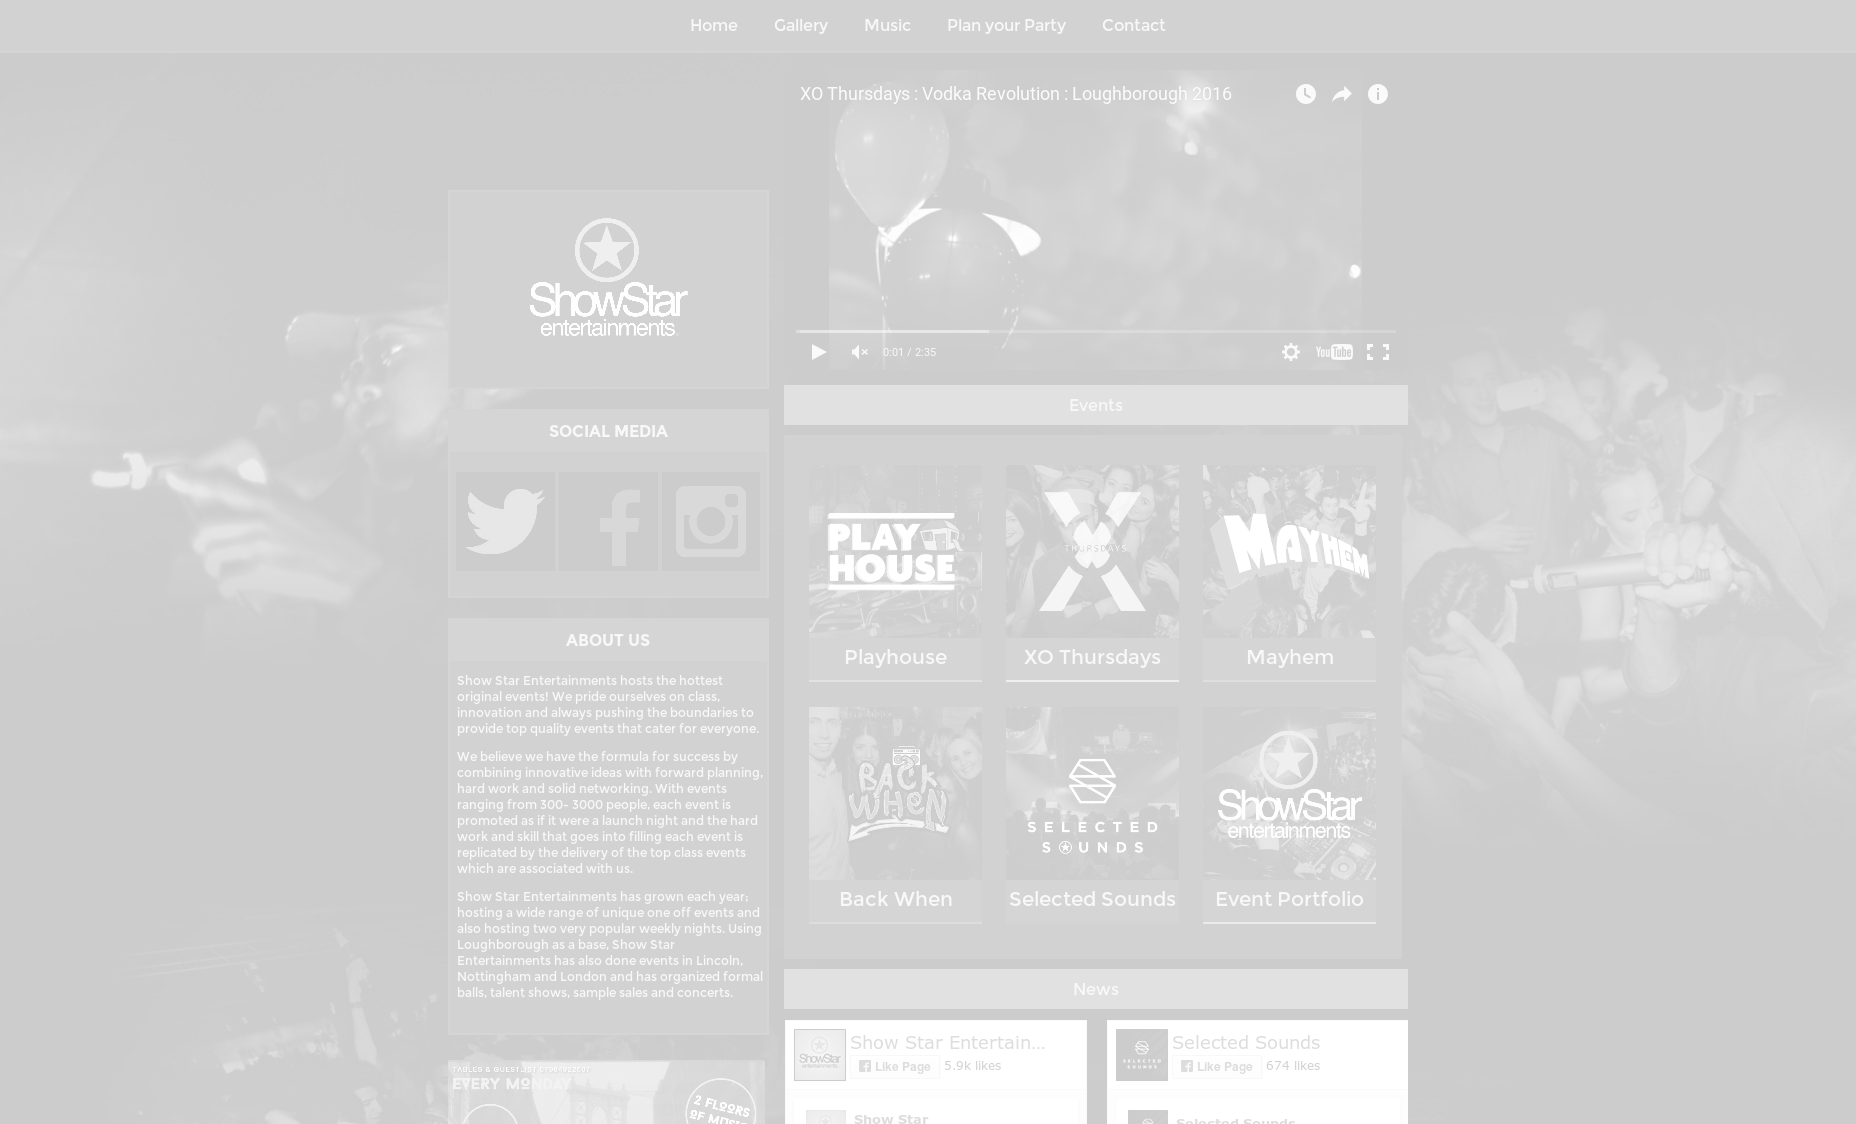 Home Gallery Music Plan your Party Contact
XO Thursdays : Vodka Revolution : Loughborough 2016
ShowStar
entertainments
0:01 / 2:35
YouTube
SOCIAL MEDIA
ABOUT US
Show Star Entertainments hosts the hottest
original events! We pride ourselves on class,
innovation and always pushing the boundaries to
provide top quality events that cater for everyone.
We believe we have the formula for success by
combining innovative ideas with forward planning,
hard work and solid networking. With events
ranging from 300- 3000 people, each event is
promoted as if it were a launch night and the hard
work and skill that goes into filling each event is
replicated by the delivery of the top class events
which are associated with us.
Show Star Entertainments has grown each year;
hosting a wide range of unique one off events and
also hosting two very popular weekly nights. Using
Loughborough as a base, Show Star
Entertainments has also done events in Lincoln,
Nottingham and London and has organized formal
balls, talent shows, sample sales and concerts.
TABLES & GUESTLIST
EVERY MONDAY
2 FLOORS
OF MUSIC
Events
PLAY
HOUSE
THURSDAYS
MAYHEM
Playhouse XO Thursdays Mayhem
BACK
WHEN
SELECTED
SOUNDS
ShowStar
entertainments
Back When Selected Sounds Event Portfolio
News
ShowStar
entertainments
Show Star Entertain...
Like Page 5.9k likes
Show Star
SELECTED
SOUNDS
Selected Sounds
Like Page 674 likes
Selected Sounds